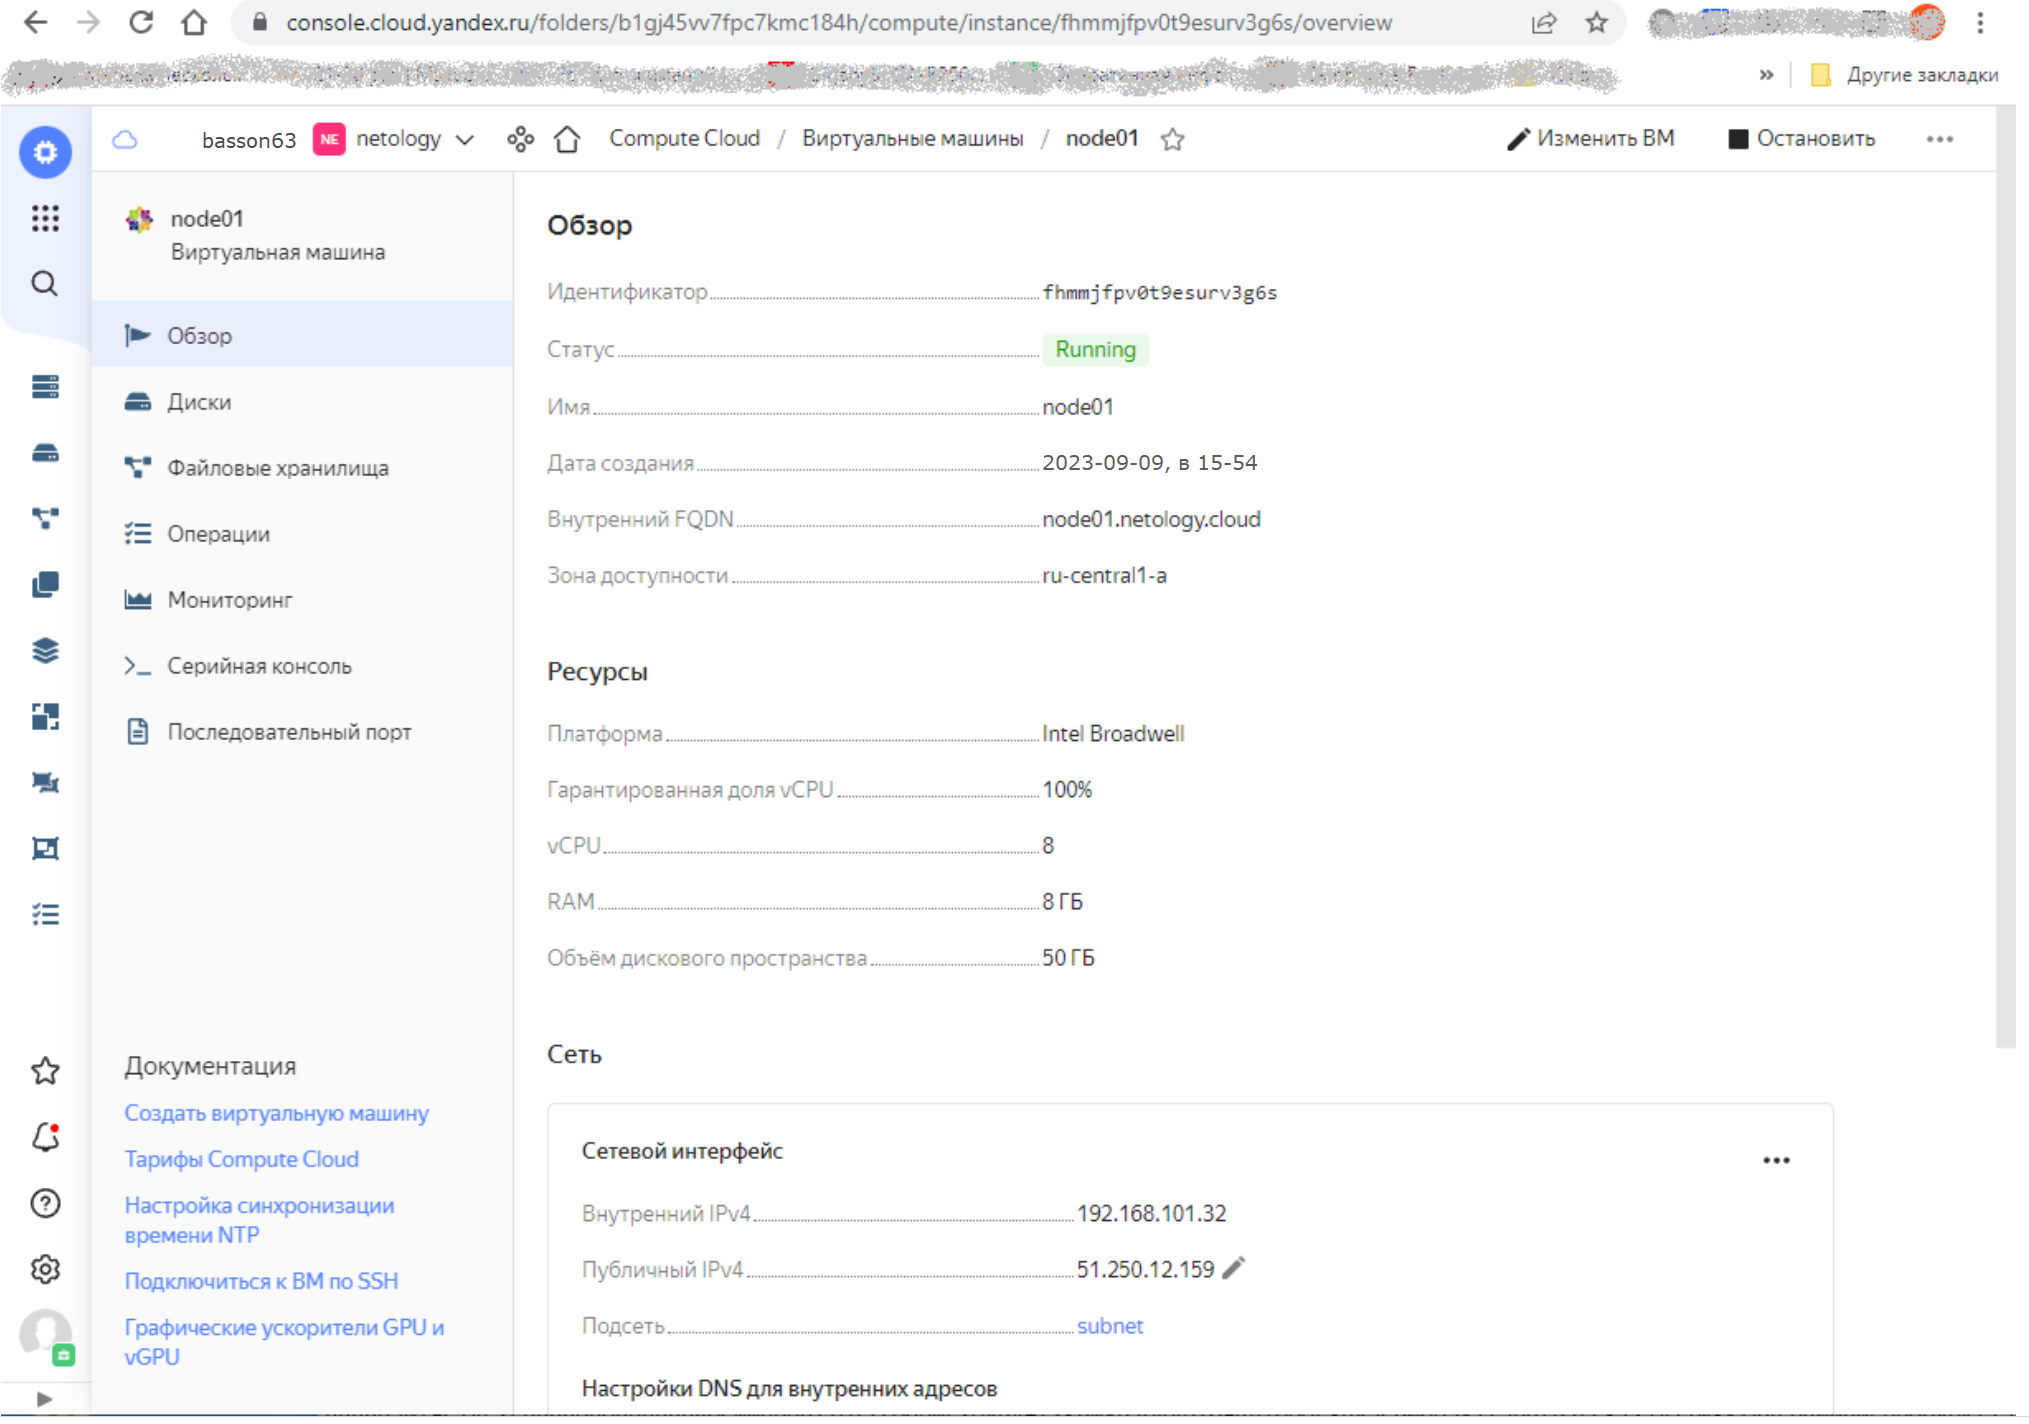 console.cloud.yandex.ru/folders/b1gj45vv7fpc7kmc184h/compute/instance/fhmmjfpv0t9esurv3g6s/overview
» Другие закладки
basson63 NE netology Compute Cloud / Виртуальные машины / node01 Изменить ВМ Остановить
node01
Виртуальная машина
Обзор
Диски
Файловые хранилища
Операции
Мониторинг
Серийная консоль
Последовательный порт
Документация
Создать виртуальную машину
Тарифы Compute Cloud
Настройка синхронизации
времени NTP
Подключиться к ВМ по SSH
Графические ускорители GPU и
vGPU
Обзор
Идентификатор fhmmjfpv0t9esurv3g6s
Статус Running
Имя node01
Дата создания 2023-09-09, в 15-54
Внутренний FQDN node01.netology.cloud
Зона доступности ru-central1-a
Ресурсы
Платформа Intel Broadwell
Гарантированная доля vCPU 100%
vCPU 8
RAM 8 ГБ
Объём дискового пространства 50 ГБ
Сеть
Сетевой интерфейс
Внутренний IPv4 192.168.101.32
Публичный IPv4 51.250.12.159
Подсеть subnet
Настройки DNS для внутренних адресов